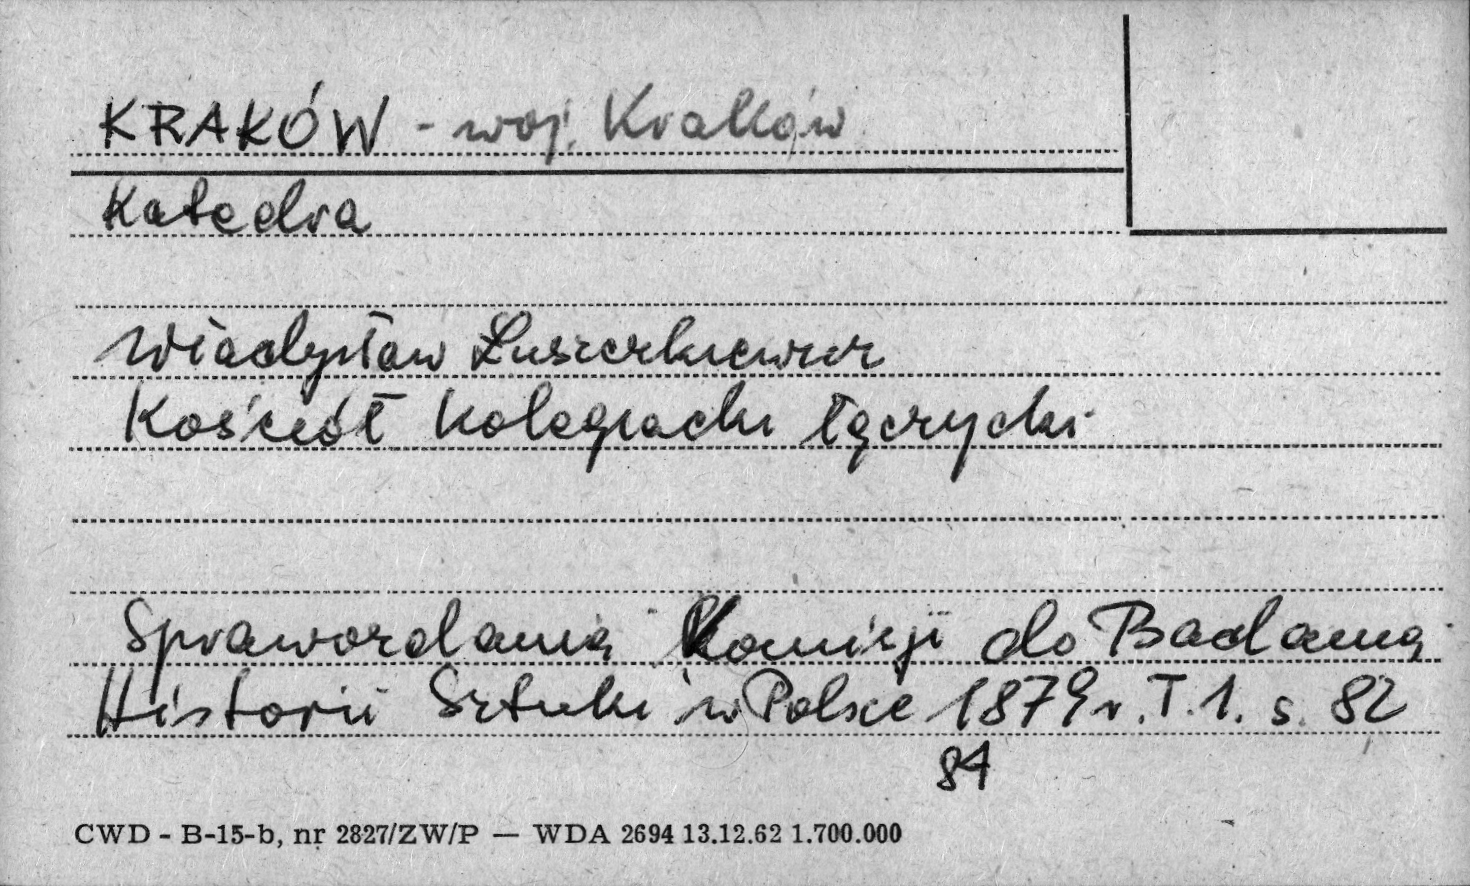 KRAKÓW - woj. Kraków
Katedra
Władysław Łuszczkiewicz
Kościół Kolegiacki łęczycki
Sprawozdania Komisji do Badania
Historii Sztuki w Polsce 1879 r. T. 1. s. 82
84
CWD - B-15-b, nr 2827/ZW/P — WDA 2694 13.12.62 1.700.000